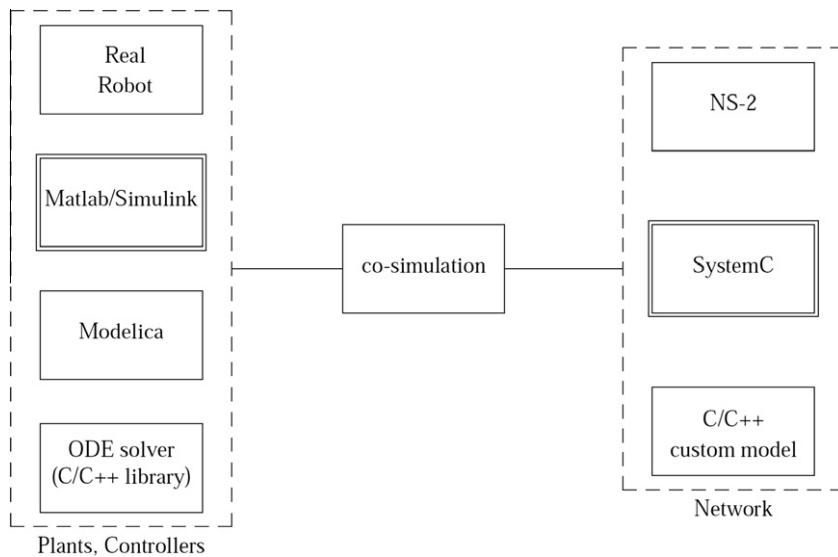 Real
Robot
Matlab/Simulink
Modelica
ODE solver
(C/C++ library)
Plants, Controllers
co-simulation
NS-2
SystemC
C/C++
custom model
Network